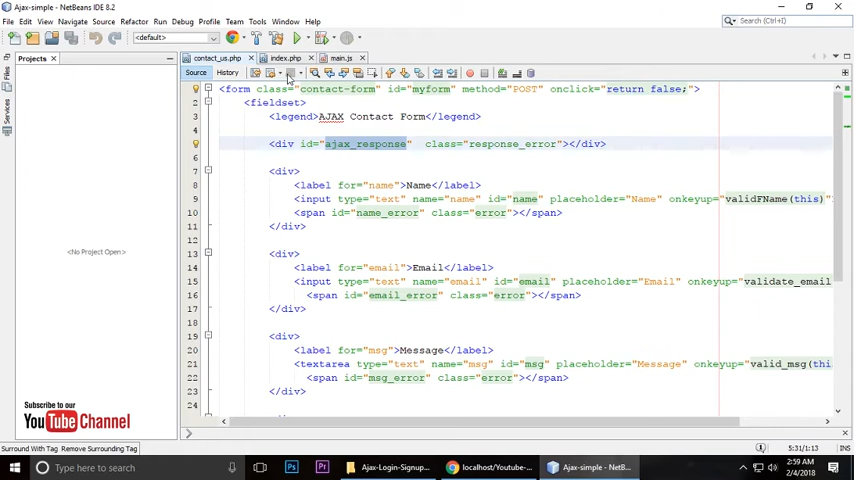 Ajax-simple - NetBeans IDE 8.2
File Edit View Navigate Source Refactor Run Debug Profile Team Tools Window Help
Search (Ctrl+I)
<default>
Projects
contact_us.php index.php main.js
Source History
Files
Services
<No Project Open>
1 <form class="contact-form" id="myform" method="POST" onclick="return false;">
2 <fieldset>
3 <legend>AJAX Contact Form</legend>
4
<div id="ajax_response" class="response_error"></div>
6
7 <div>
8 <label for="name">Name</label>
9 <input type="text" name="name" id="name" placeholder="Name" onkeyup="validFName(this)"
10 <span id="name_error" class="error"></span>
11 </div>
12
13 <div>
14 <label for="email">Email</label>
15 <input type="text" name="email" id="email" placeholder="Email" onkeyup="validate_email
16 <span id="email_error" class="error"></span>
17 </div>
18
19 <div>
20 <label for="msg">Message</label>
21 <textarea type="text" name="msg" id="msg" placeholder="Message" onkeyup="valid_msg(this
22 <span id="msg_error" class="error"></span>
23 </div>
24
Subscribe to our
YouTube Channel
Surround With Tag Remove Surrounding Tag
5:31/1:13 INS
Type here to search
Ps
Pr
Ajax-Login-Signup...
localhost/Youtube-...
Ajax-simple - NetB...
2:59 AM
2/4/2018